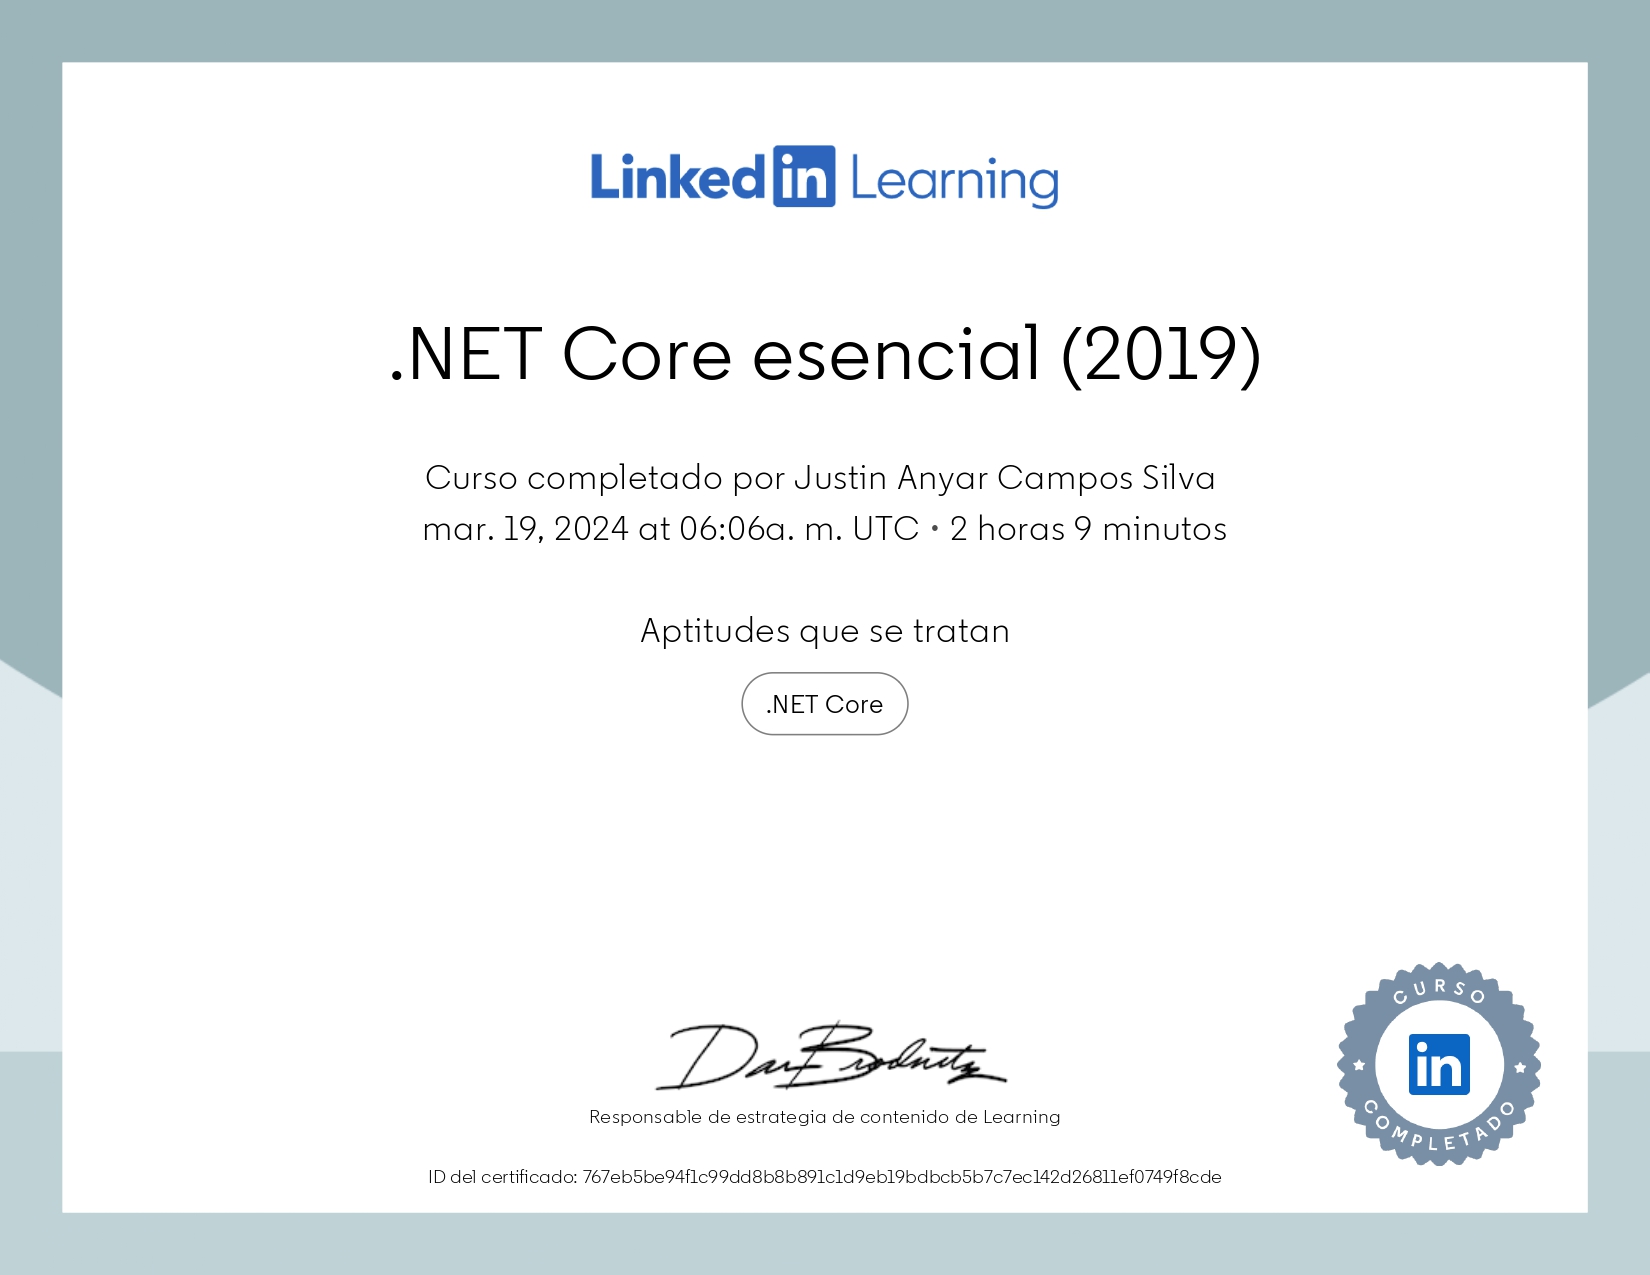 Linked in Learning
.NET Core esencial (2019)
Curso completado por Justin Anyar Campos Silva
mar. 19, 2024 at 06:06a. m. UTC • 2 horas 9 minutos
Aptitudes que se tratan
.NET Core
Dan Brodnitz
Responsable de estrategia de contenido de Learning
ID del certificado: 767eb5be94f1c99dd8b8b891c1d9eb19bdbcb5b7c7ec142d26811ef0749f8cde
CURSO
in
COMPLETADO